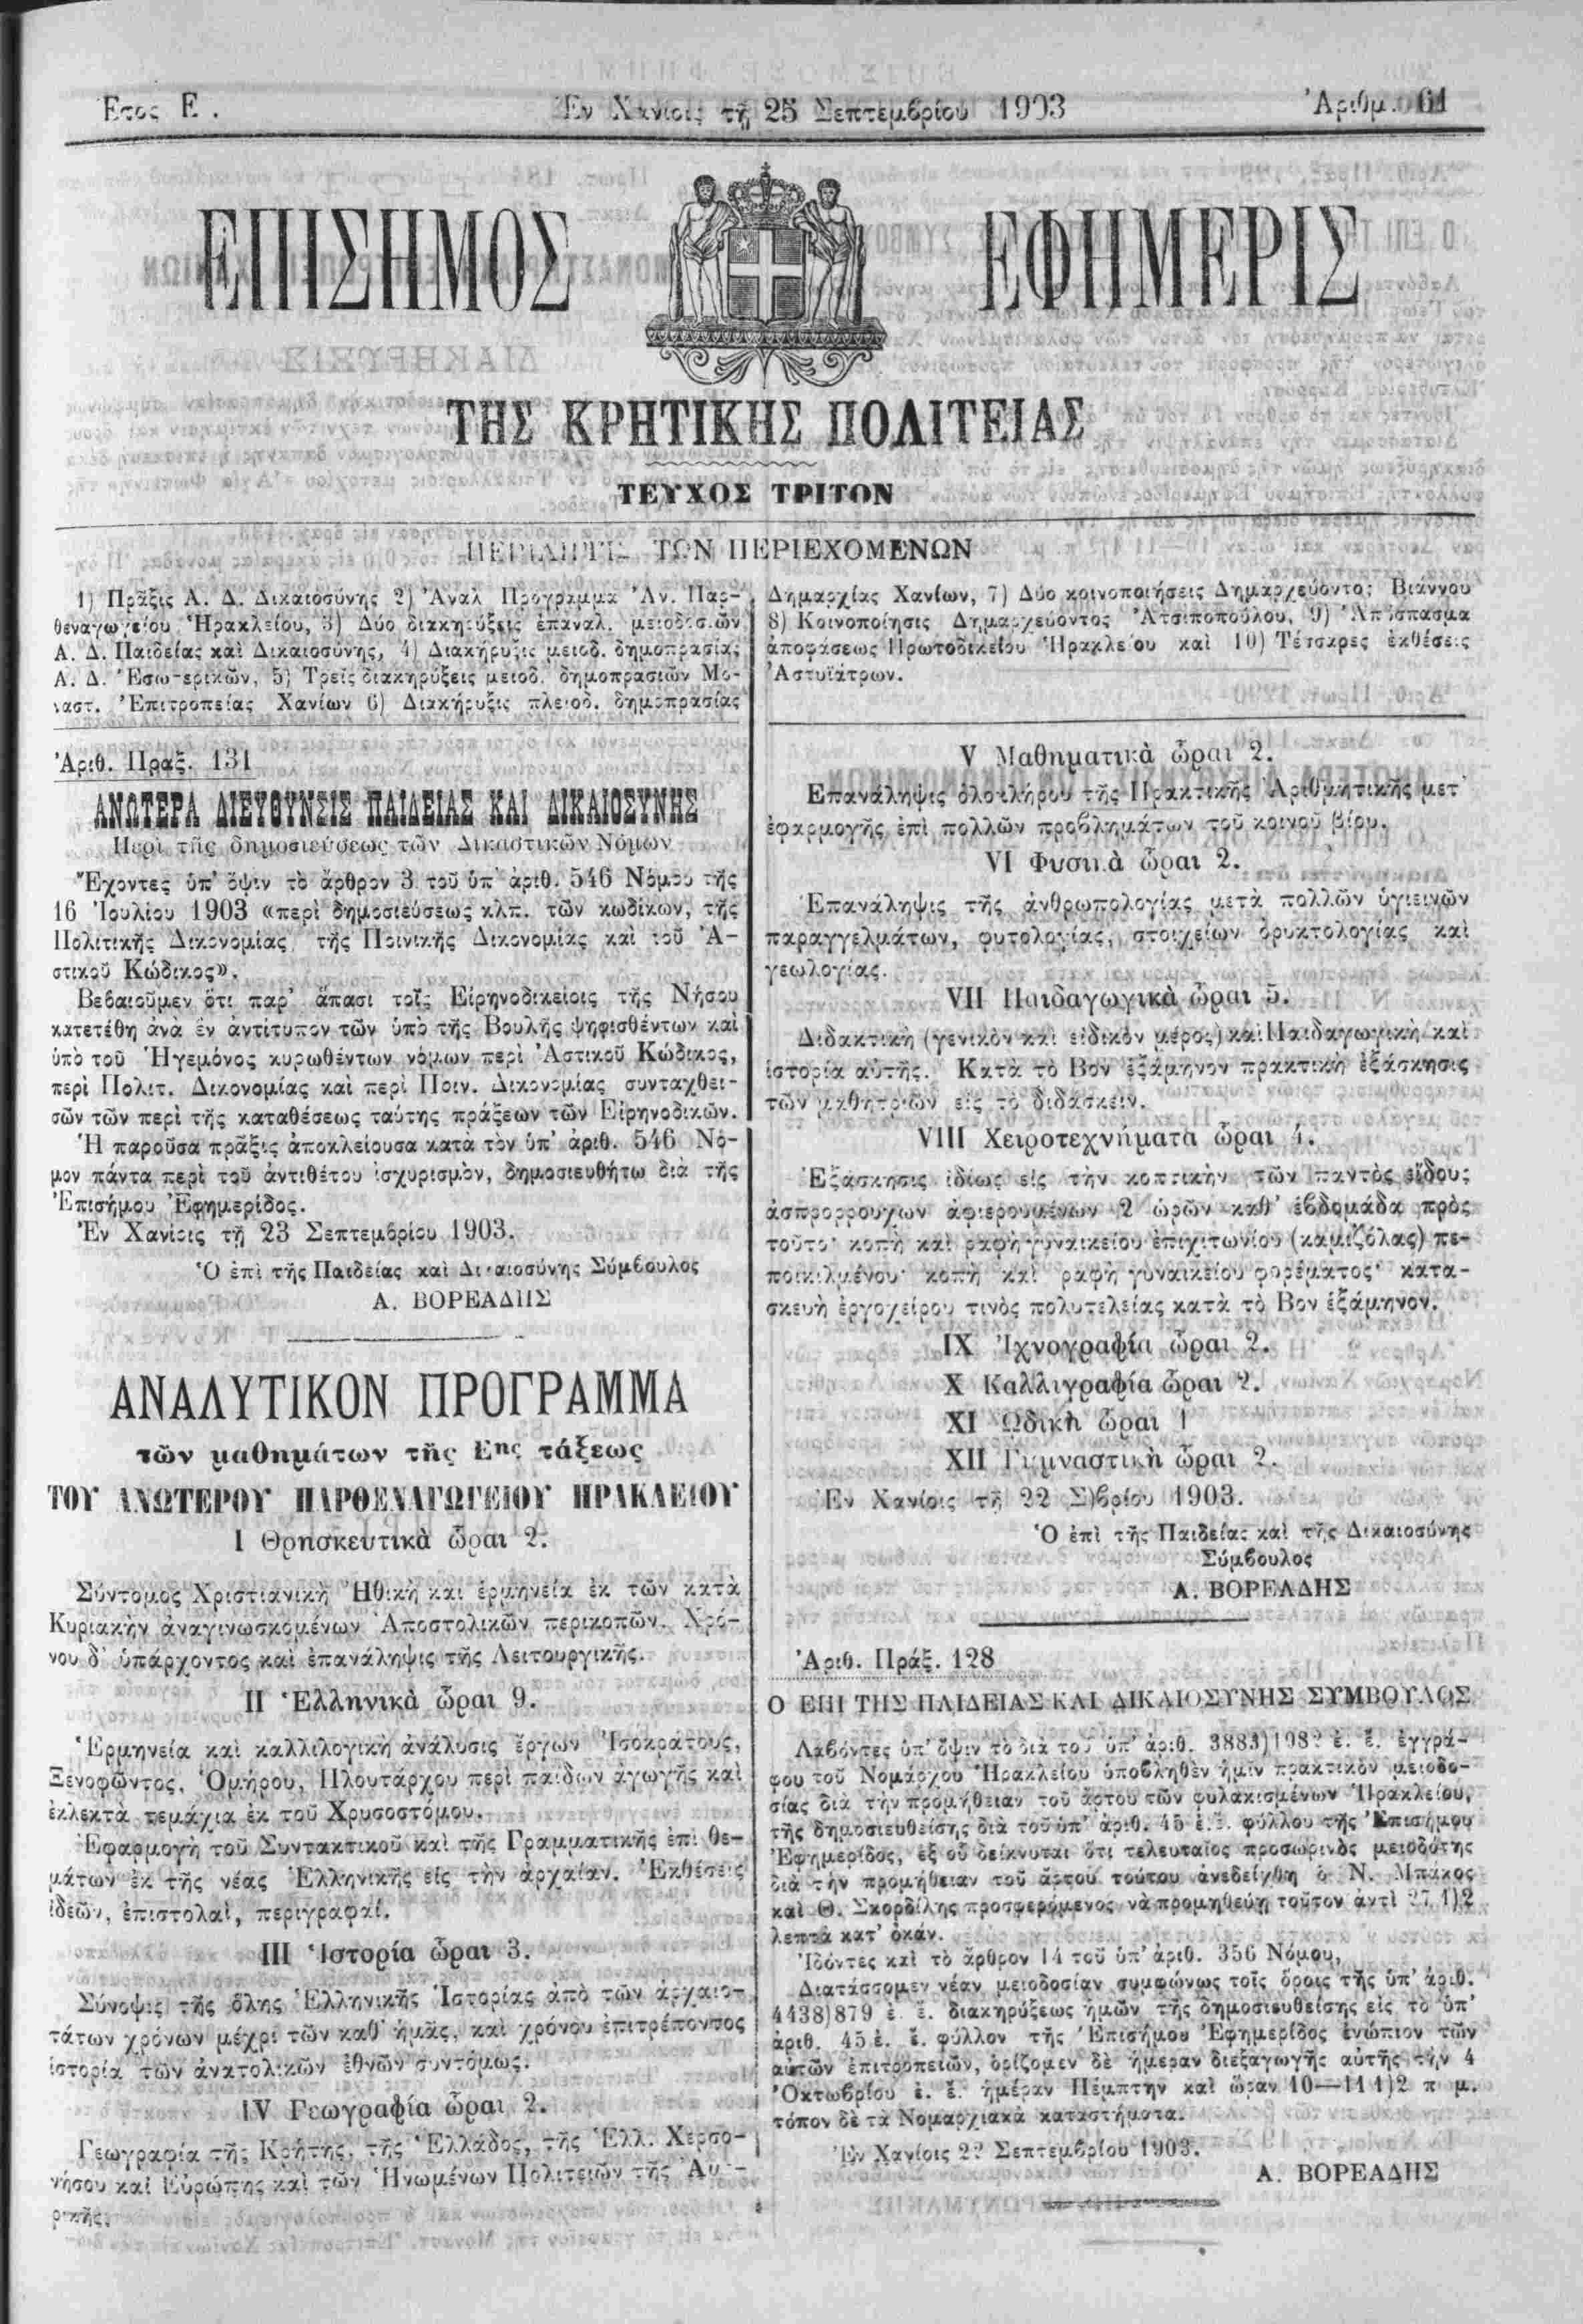 Έτος Ε΄.
Ἐν Χανίοις τῇ 25 Σεπτεμβρίου 1903
Ἀριθμ. 61
ΕΠΙΣΗΜΟΣ ΕΦΗΜΕΡΙΣ
ΤΗΣ ΚΡΗΤΙΚΗΣ ΠΟΛΙΤΕΙΑΣ
ΤΕΥΧΟΣ ΤΡΙΤΟΝ
ΠΕΡΙΛΗΨΙΣ ΤΩΝ ΠΕΡΙΕΧΟΜΕΝΩΝ
1) Πρᾶξις Α. Δ. Δικαιοσύνης 2) Ἀναλ Πρόγραμμα Ἀν. Παρ-
θεναγωγείου Ἡρακλείου, 3) Δύο διακηρύξεις ἐπαναλ. μειοδοσιῶν
Α. Δ. Παιδείας καὶ Δικαιοσύνης, 4) Διακήρυξις μειοδ. δημοπρασίας
Α. Δ. Ἐσωτερικῶν, 5) Τρεῖς διακηρύξεις μειοδ. δημοπρασιῶν Μο-
ναστ. Ἐπιτροπείας Χανίων 6) Διακήρυξις πλειοδ. δημοπρασίας
Δημαρχίας Χανίων, 7) Δύο κοινοποιήσεις Δημαρχεύοντος Βιάννου
8) Κοινοποίησις Δημαρχεύοντος Ἀτσιποπούλου, 9) Ἀπόσπασμα
ἀποφάσεως Πρωτοδικείου Ἡρακλείου καὶ 10) Τέσσαρες ἐκθέσεις
Ἀστυϊάτρων.
Ἀριθ. Πραξ. 131
ΑΝΩΤΕΡΑ ΔΙΕΥΘΥΝΣΙΣ ΠΑΙΔΕΙΑΣ ΚΑΙ ΔΙΚΑΙΟΣΥΝΗΣ
Περὶ τῆς δημοσιεύσεως τῶν Δικαστικῶν Νόμων
Ἔχοντες ὑπ' ὄψιν τὸ ἄρθρον 3 τοῦ ὑπ' ἀριθ. 546 Νόμου τῆς
16 Ἰουλίου 1903 «περὶ δημοσιεύσεως κλπ. τῶν κωδίκων, τῆς
Πολιτικῆς Δικονομίας, τῆς Ποινικῆς Δικονομίας καὶ τοῦ Ἀ-
στικοῦ Κώδικος».
Βεβαιοῦμεν ὅτι παρ' ἅπασι τοῖς Εἰρηνοδικείοις τῆς Νήσου
κατετέθη ἀνὰ ἓν ἀντίτυπον τῶν ὑπὸ τῆς Βουλῆς ψηφισθέντων καὶ
ὑπὸ τοῦ Ἡγεμόνος κυρωθέντων νόμων περὶ Ἀστικοῦ Κώδικος,
περὶ Πολιτ. Δικονομίας καὶ περὶ Ποιν. Δικονομίας συνταχθει-
σῶν τῶν περὶ τῆς καταθέσεως ταύτης πράξεων τῶν Εἰρηνοδικῶν.
Ἡ παροῦσα πρᾶξις ἀποκλείουσα κατὰ τὸν ὑπ' ἀριθ. 546 Νό-
μον πάντα περὶ τοῦ ἀντιθέτου ἰσχυρισμὸν, δημοσιευθήτω διὰ τῆς
Ἐπισήμου Ἐφημερίδος.
Ἐν Χανίοις τῇ 23 Σεπτεμβρίου 1903.
Ὁ ἐπὶ τῆς Παιδείας καὶ Δικαιοσύνης Σύμβουλος
Α. ΒΟΡΕΑΔΗΣ
ΑΝΑΛΥΤΙΚΟΝ ΠΡΟΓΡΑΜΜΑ
τῶν μαθημάτων τῆς Εης τάξεως
ΤΟΥ ΑΝΩΤΕΡΟΥ ΠΑΡΘΕΝΑΓΩΓΕΙΟΥ ΗΡΑΚΛΕΙΟΥ
I Θρησκευτικὰ ὧραι 2.
Σύντομος Χριστιανικὴ Ἠθικὴ καὶ ἑρμηνεία ἐκ τῶν κατὰ
Κυριακὴν ἀναγινωσκομένων Ἀποστολικῶν περικοπῶν. Χρό-
νου δ' ὑπάρχοντος καὶ ἐπανάληψις τῆς Λειτουργικῆς.
II Ἑλληνικὰ ὧραι 9.
Ἑρμηνεία καὶ καλλιλογικὴ ἀνάλυσις ἔργων Ἰσοκράτους,
Ξενοφῶντος, Ὁμήρου, Πλουτάρχου περὶ παίδων ἀγωγῆς καὶ
ἐκλεκτὰ τεμάχια ἐκ τοῦ Χρυσοστόμου.
Ἐφαρμογὴ τοῦ Συντακτικοῦ καὶ τῆς Γραμματικῆς ἐπὶ θε-
μάτων ἐκ τῆς νέας Ἑλληνικῆς εἰς τὴν ἀρχαίαν. Ἐκθέσεις
ἰδεῶν, ἐπιστολαὶ, περιγραφαί.
III Ἱστορία ὧραι 3.
Σύνοψις τῆς ὅλης Ἑλληνικῆς Ἱστορίας ἀπὸ τῶν ἀρχαιο-
τάτων χρόνων μέχρι τῶν καθ' ἡμᾶς, καὶ χρόνου ἐπιτρέποντος
ἱστορία τῶν ἀνατολικῶν ἐθνῶν συντόμως.
IV Γεωγραφία ὧραι 2.
Γεωγραφία τῆς Κρήτης, τῆς Ἑλλάδος, τῆς Ἑλλ. Χερσο-
νήσου καὶ Εὐρώπης καὶ τῶν Ἡνωμένων Πολιτειῶν τῆς Ἀμε-
ρικῆς.
V Μαθηματικὰ ὧραι 2.
Ἐπανάληψις ὁλοκλήρου τῆς Πρακτικῆς Ἀριθμητικῆς μετ'
ἐφαρμογῆς ἐπὶ πολλῶν προβλημάτων τοῦ κοινοῦ βίου.
VI Φυσικὰ ὧραι 2.
Ἐπανάληψις τῆς ἀνθρωπολογίας μετὰ πολλῶν ὑγιεινῶν
παραγγελμάτων, φυτολογίας, στοιχείων ὀρυκτολογίας καὶ
γεωλογίας.
VII Παιδαγωγικὰ ὧραι 5.
Διδακτικὴ (γενικὸν καὶ εἰδικὸν μέρος) καὶ Παιδαγωγικὴ καὶ
ἱστορία αὐτῆς. Κατὰ τὸ Βον ἑξάμηνον πρακτικὴ ἐξάσκησις
τῶν μαθητριῶν εἰς τὸ διδάσκειν.
VIII Χειροτεχνήματα ὧραι 4.
Ἐξάσκησις ἰδίως εἰς τὴν κοπτικὴν τῶν παντὸς εἴδους
ἀσπρορρούχων ἀφιερουμένων 2 ὡρῶν καθ' ἑβδομάδα πρὸς
τοῦτο· κοπὴ καὶ ραφὴ γυναικείου ἐπιχιτωνίου (καμιζόλας) πε-
ποικιλμένου· κοπὴ καὶ ραφὴ γυναικείου φορέματος· κατα-
σκευὴ ἐργοχείρου τινὸς πολυτελείας κατὰ τὸ Βον ἑξάμηνον.
IX Ἰχνογραφία ὧραι 2.
X Καλλιγραφία ὧραι 2.
XI Ὠδικὴ ὧραι 1
XII Γυμναστικὴ ὧραι 2.
Ἐν Χανίοις τῇ 22 Σ)βρίου 1903.
Ὁ ἐπὶ τῆς Παιδείας καὶ τῆς Δικαιοσύνης
Σύμβουλος
Α. ΒΟΡΕΑΔΗΣ
Ἀριθ. Πράξ. 128
Ο ΕΠΙ ΤΗΣ ΠΑΙΔΕΙΑΣ ΚΑΙ ΔΙΚΑΙΟΣΥΝΗΣ ΣΥΜΒΟΥΛΟΣ
Λαβόντες ὑπ' ὄψιν τὸ διὰ τοῦ ὑπ' ἀριθ. 3883)1982 ἐ. ἔ. ἐγγρά-
φου τοῦ Νομάρχου Ἡρακλείου ὑποβληθὲν ἡμῖν πρακτικὸν μειοδο-
σίας διὰ τὴν προμήθειαν τοῦ ἄρτου τῶν φυλακισμένων Ἡρακλείου,
τῆς δημοσιευθείσης διὰ τοῦ ὑπ' ἀριθ. 45 ἐ.ἔ. φύλλου τῆς Ἐπισήμου
Ἐφημερίδος, ἐξ οὗ δείκνυται ὅτι τελευταῖος προσωρινὸς μειοδότης
διὰ τὴν προμήθειαν τοῦ ἄρτου τούτου ἀνεδείχθη ὁ Ν. Μπάκος
καὶ Θ. Σκορδίλης προσφερόμενος νὰ προμηθεύῃ τοῦτον ἀντὶ 27 1)2
λεπτὰ κατ' ὀκάν.
Ἰδόντες καὶ τὸ ἄρθρον 14 τοῦ ὑπ' ἀριθ. 356 Νόμου,
Διατάσσομεν νέαν μειοδοσίαν συμφώνως τοῖς ὅροις τῆς ὑπ' ἀριθ.
4438)879 ἐ. ἔ. διακηρύξεως ἡμῶν τῆς δημοσιευθείσης εἰς τὸ ὑπ'
ἀριθ. 45 ἐ. ἔ. φύλλον τῆς Ἐπισήμου Ἐφημερίδος ἐνώπιον τῶν
αὐτῶν ἐπιτροπειῶν, ὁρίζομεν δὲ ἡμέραν διεξαγωγῆς αὐτῆς τὴν 4
Ὀκτωβρίου ἐ. ἔ. ἡμέραν Πέμπτην καὶ ὥραν 10—11 1)2 π μ.
τόπον δὲ τὰ Νομαρχιακὰ καταστήματα.
Ἐν Χανίοις 22 Σεπτεμβρίου 1903.
Α. ΒΟΡΕΑΔΗΣ